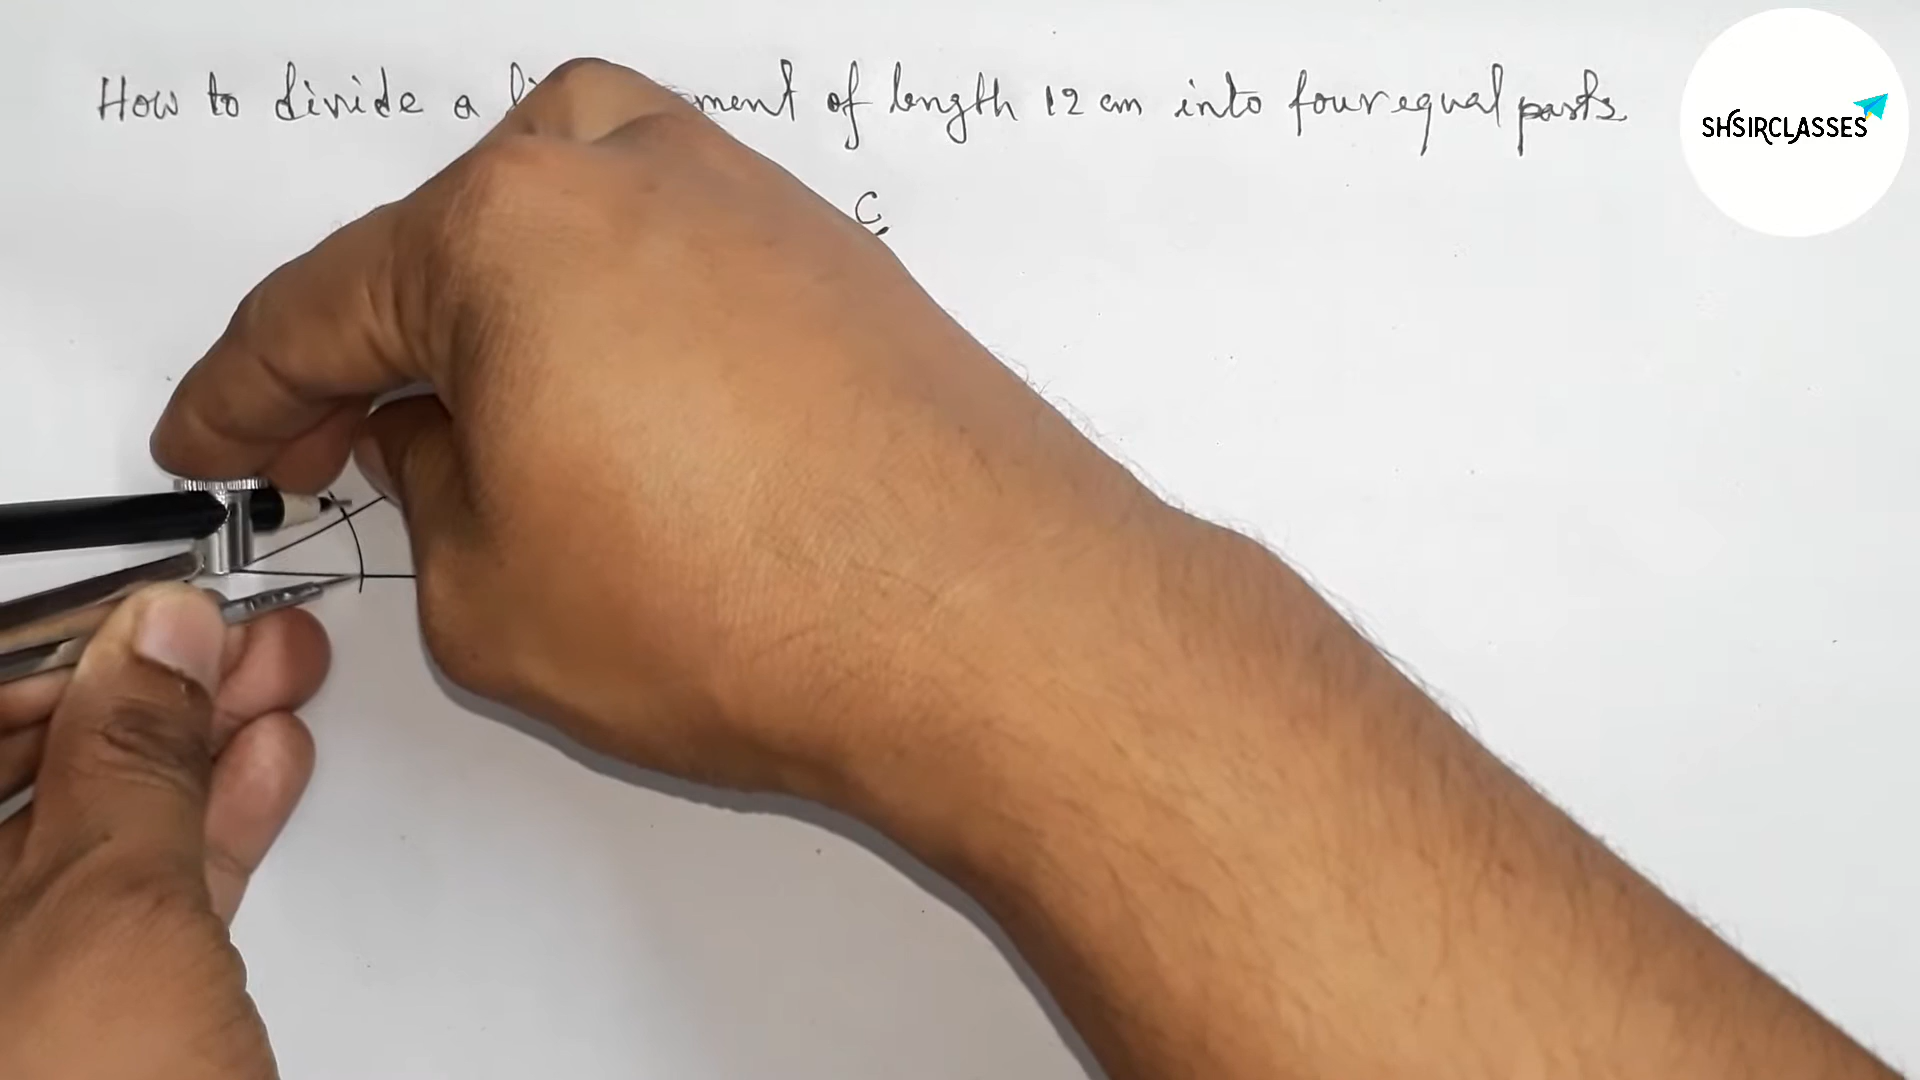 How to divide a ment of length 12 cm into four equal parts
C
SHSIRCLASSES